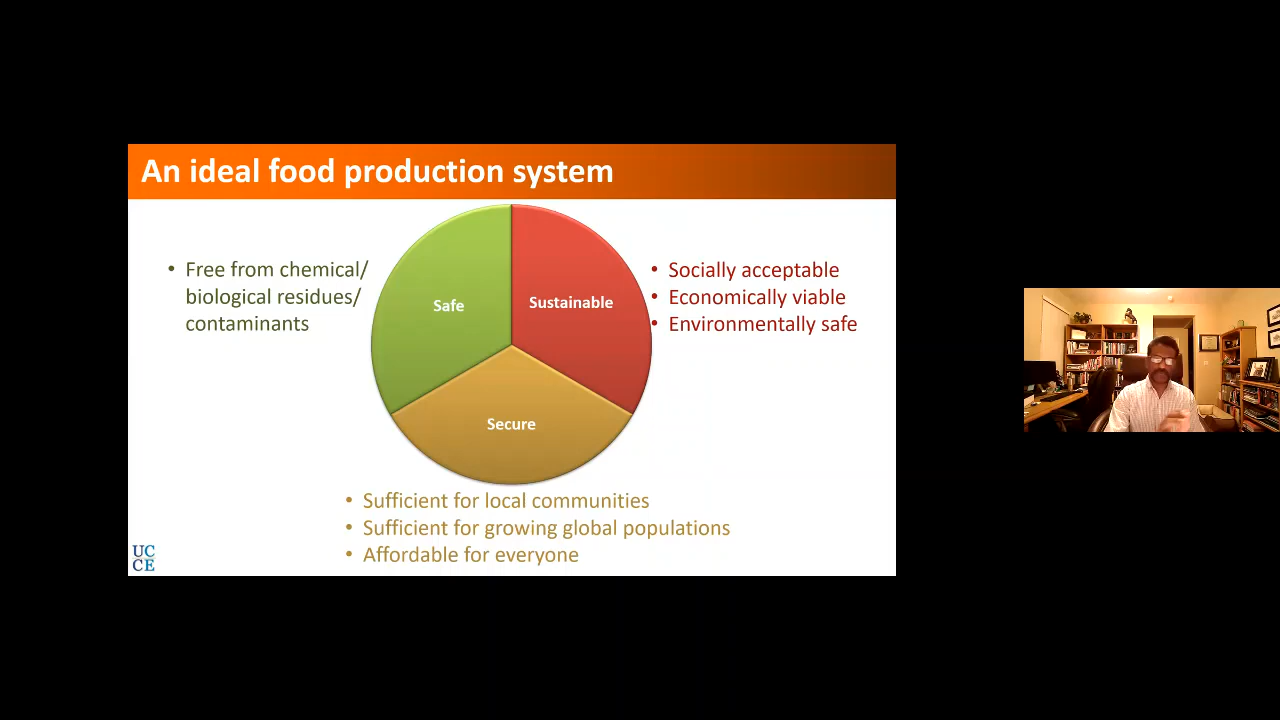 An ideal food production system
• Free from chemical/
biological residues/
contaminants
Safe
Sustainable
• Socially acceptable
• Economically viable
• Environmentally safe
Secure
• Sufficient for local communities
• Sufficient for growing global populations
• Affordable for everyone
UC
CE